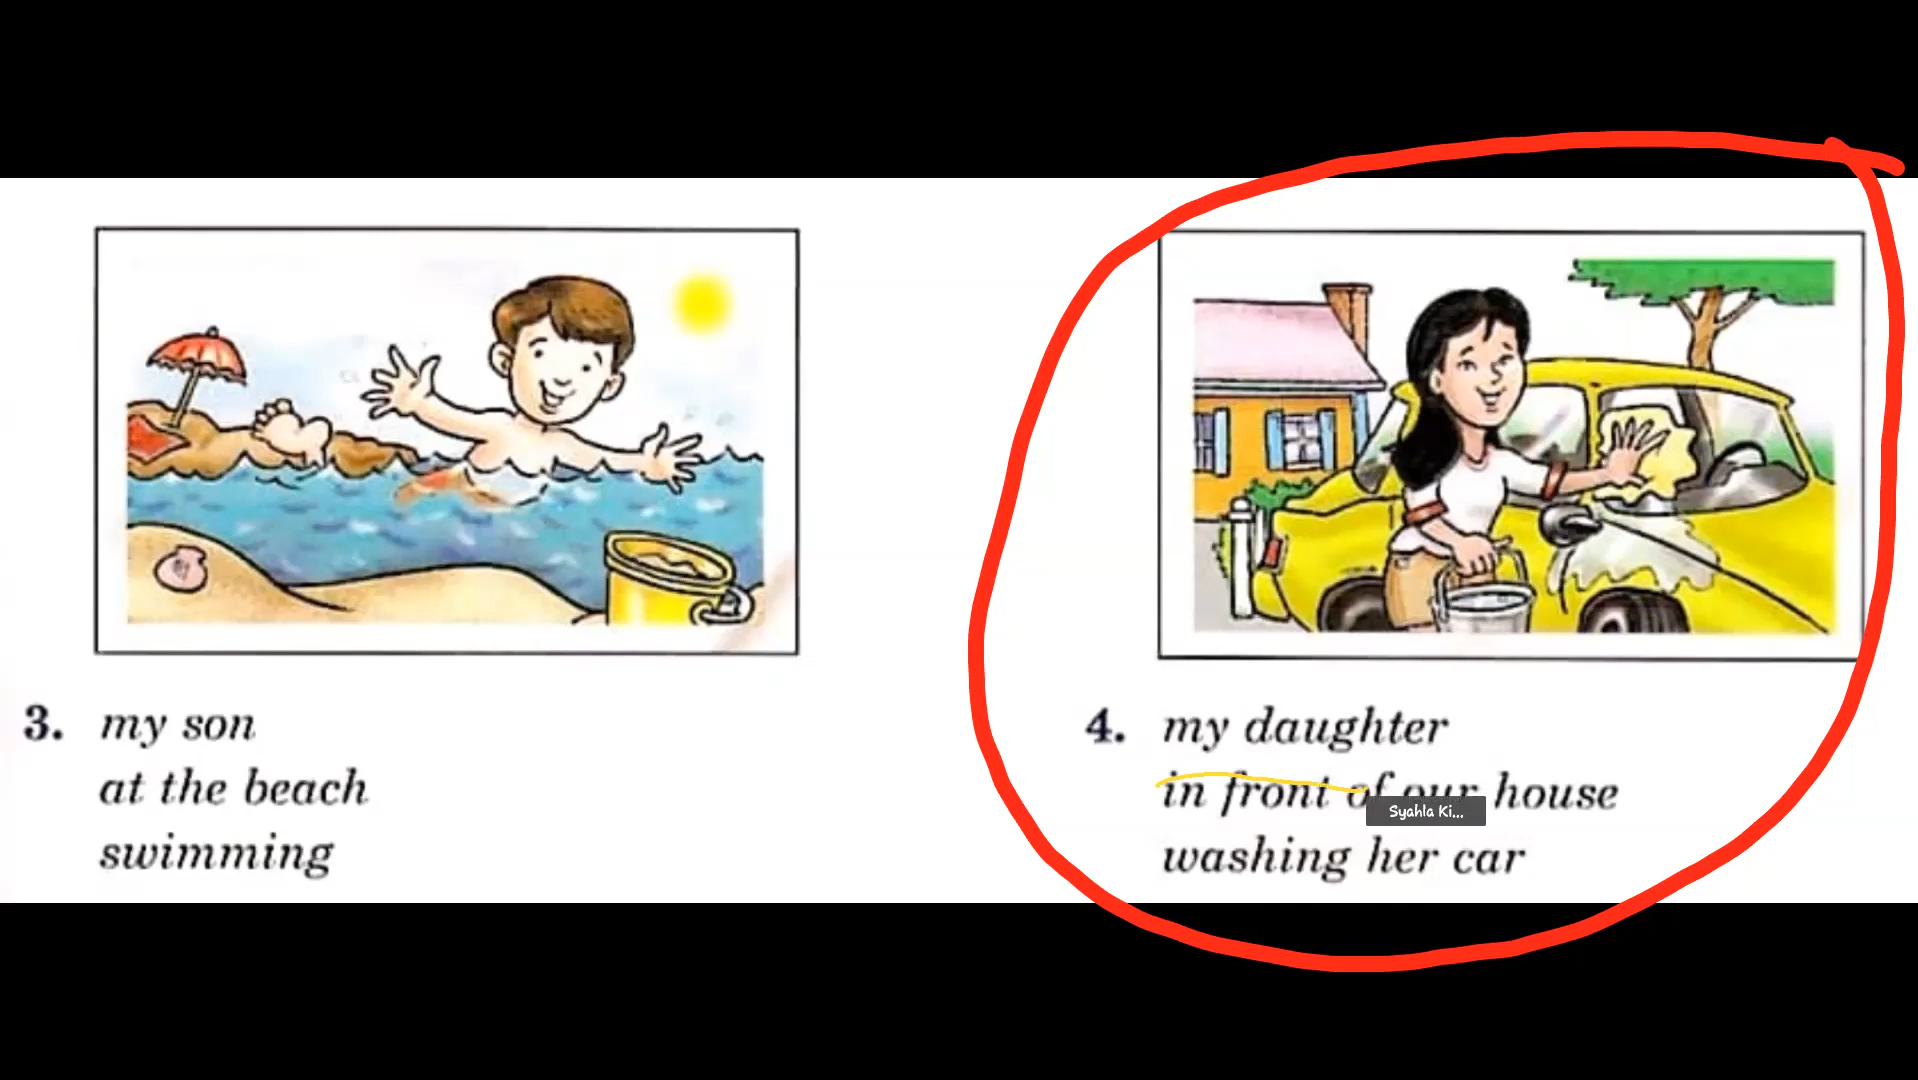 3. my son
at the beach
swimming
4. my daughter
in front of our house
washing her car
Syahla Ki...